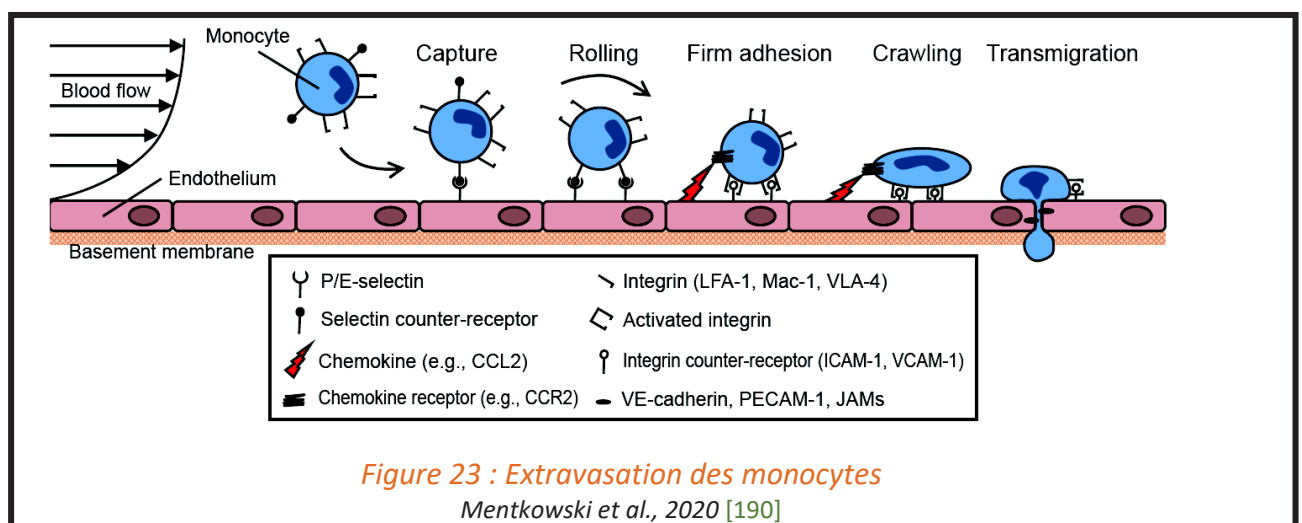 Monocyte
Capture
Rolling
Firm adhesion
Crawling
Transmigration
Blood flow
Endothelium
Basement membrane
P/E-selectin
Selectin counter-receptor
Chemokine (e.g., CCL2)
Chemokine receptor (e.g., CCR2)
Integrin (LFA-1, Mac-1, VLA-4)
Activated integrin
Integrin counter-receptor (ICAM-1, VCAM-1)
VE-cadherin, PECAM-1, JAMs
Figure 23 : Extravasation des monocytes
Mentkowski et al., 2020 [190]